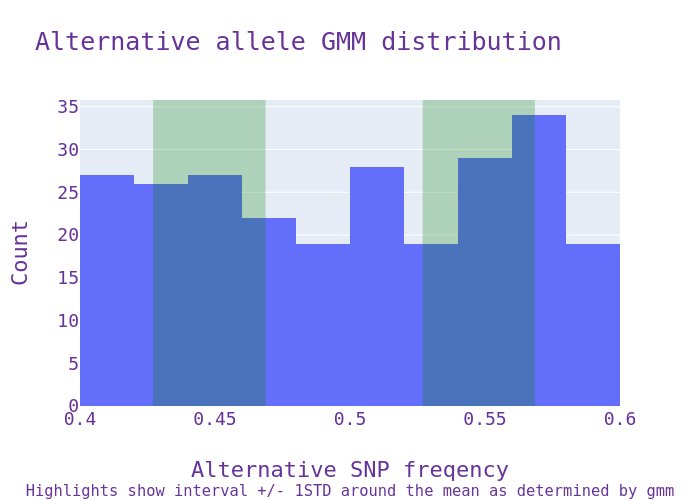 Alternative allele GMM distribution
35
30
25
20
15
10
5
0
Count
0.4 0.45 0.5 0.55 0.6
Alternative SNP freqency
Highlights show interval +/- 1STD around the mean as determined by gmm